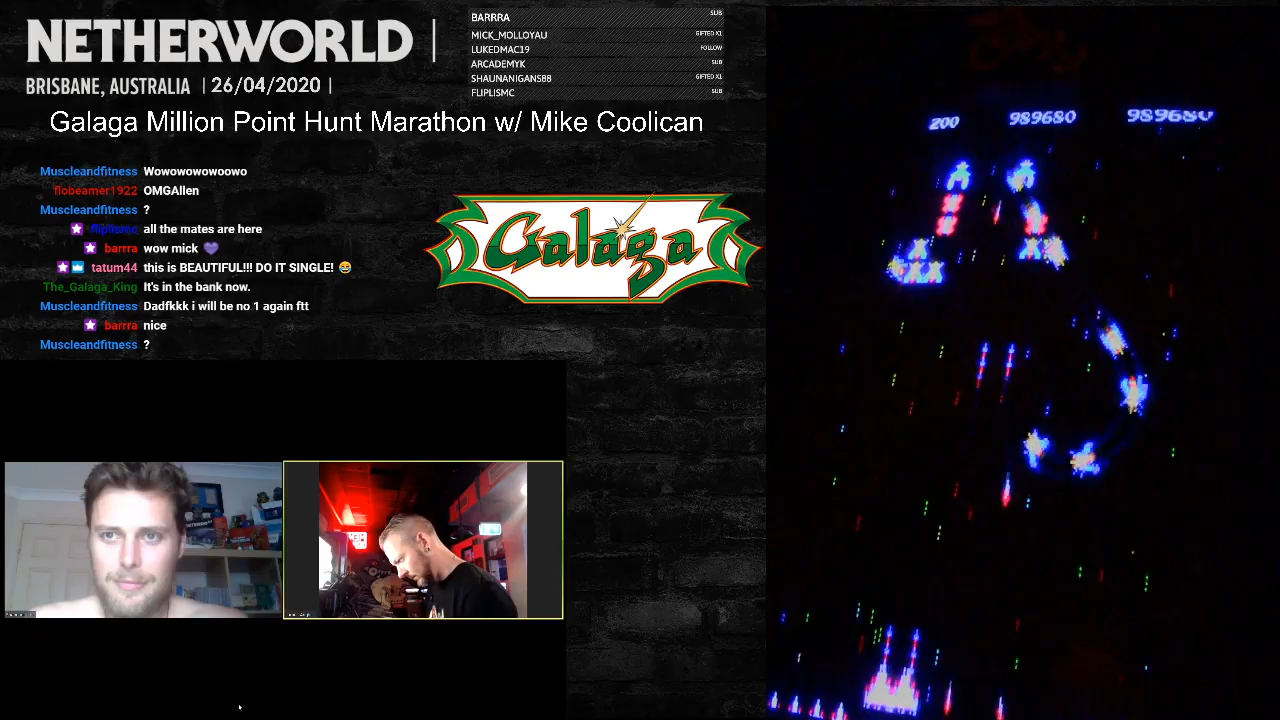 NETHERWORLD |
BRISBANE, AUSTRALIA | 26/04/2020 |
BARRRA SUB
MICK_MOLLOYAU GIFTED X1
LUKEDMAC19 FOLLOW
ARCADEMYK SUB
SHAUNANIGANS88 GIFTED X1
FLIPLISMC SUB
Galaga Million Point Hunt Marathon w/ Mike Coolican
Muscleandfitness Wowowowowoowo
flobeamer1922 OMGAllen
Muscleandfitness ?
fliplismc all the mates are here
barrra wow mick 💜
tatum44 this is BEAUTIFUL!!! DO IT SINGLE! 😂
The_Galaga_King It's in the bank now.
Muscleandfitness Dadfkkk i will be no 1 again ftt
barrra nice
Muscleandfitness ?
Galaga
200 989680 989680